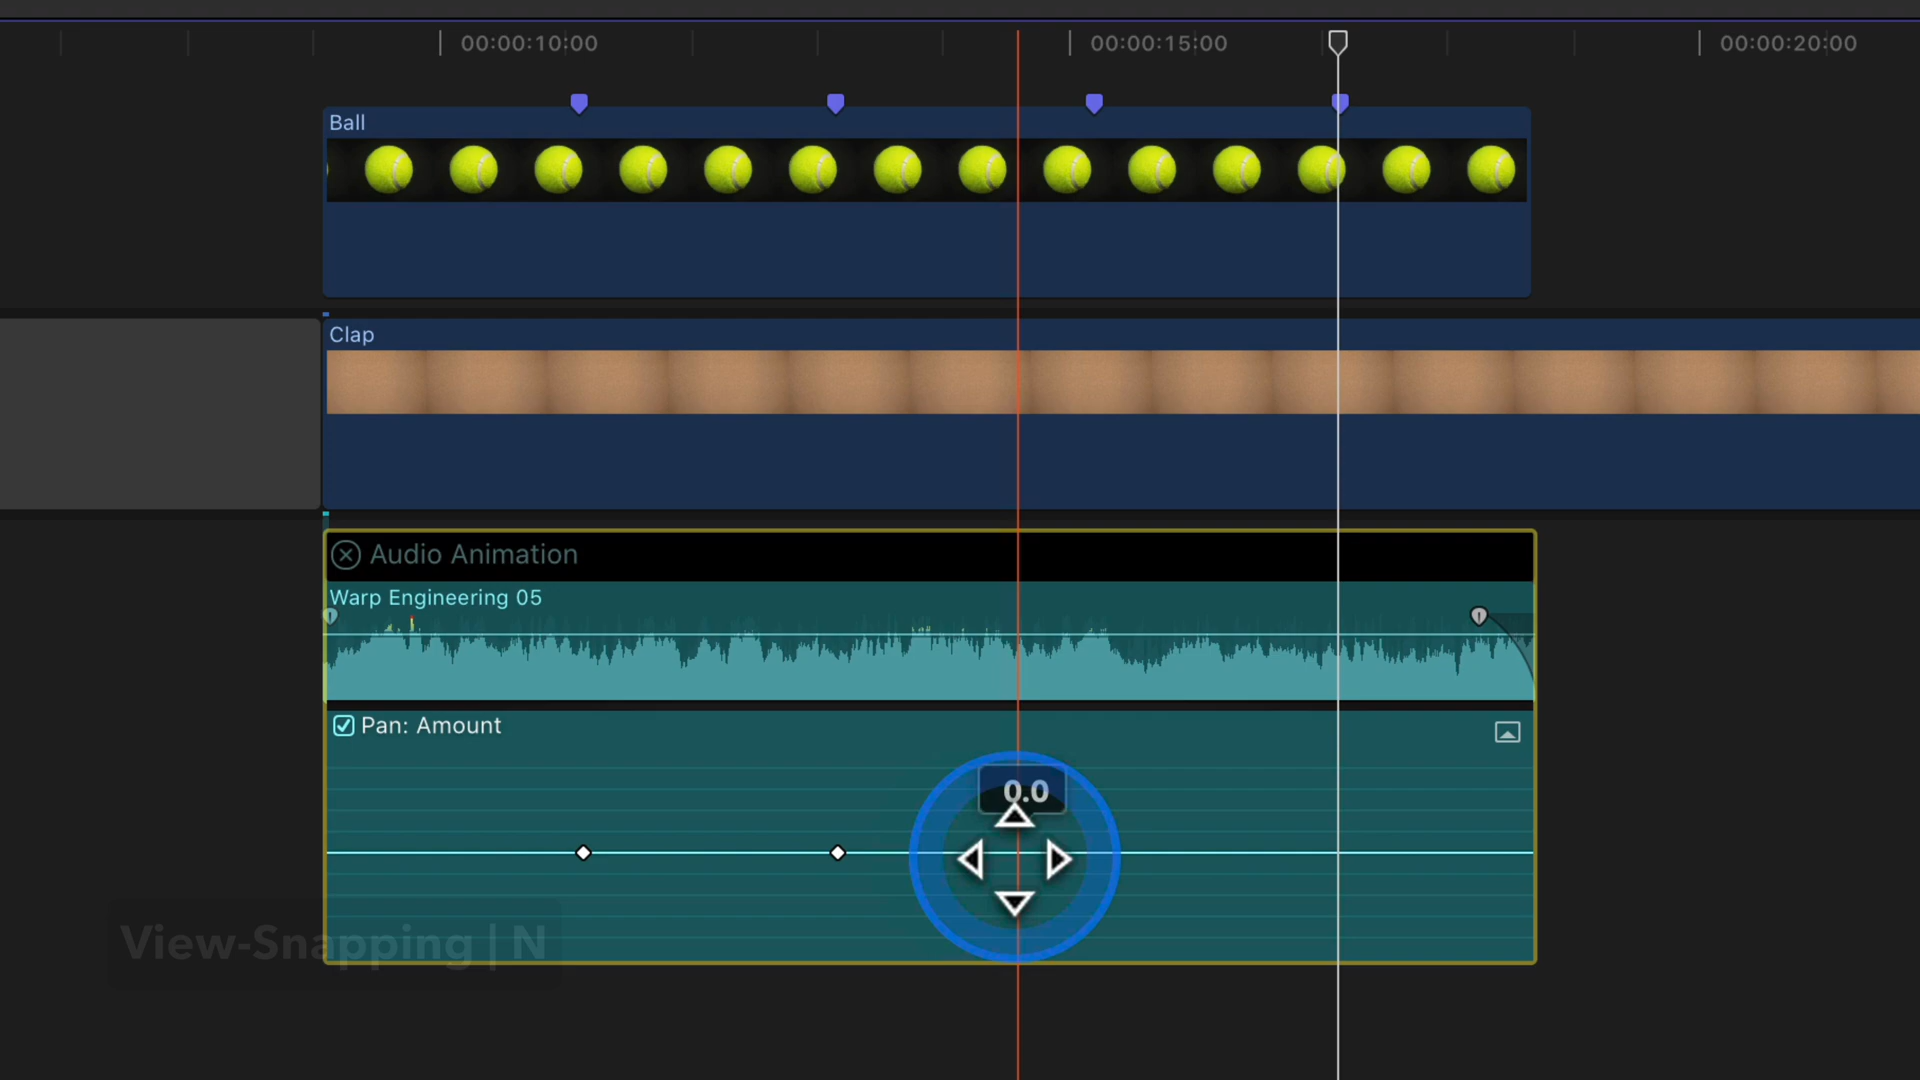 00:00:10:00
00:00:15:00
00:00:20:00
Ball
Clap
Audio Animation
Warp Engineering 05
Pan: Amount
0.0
View-Snapping | N